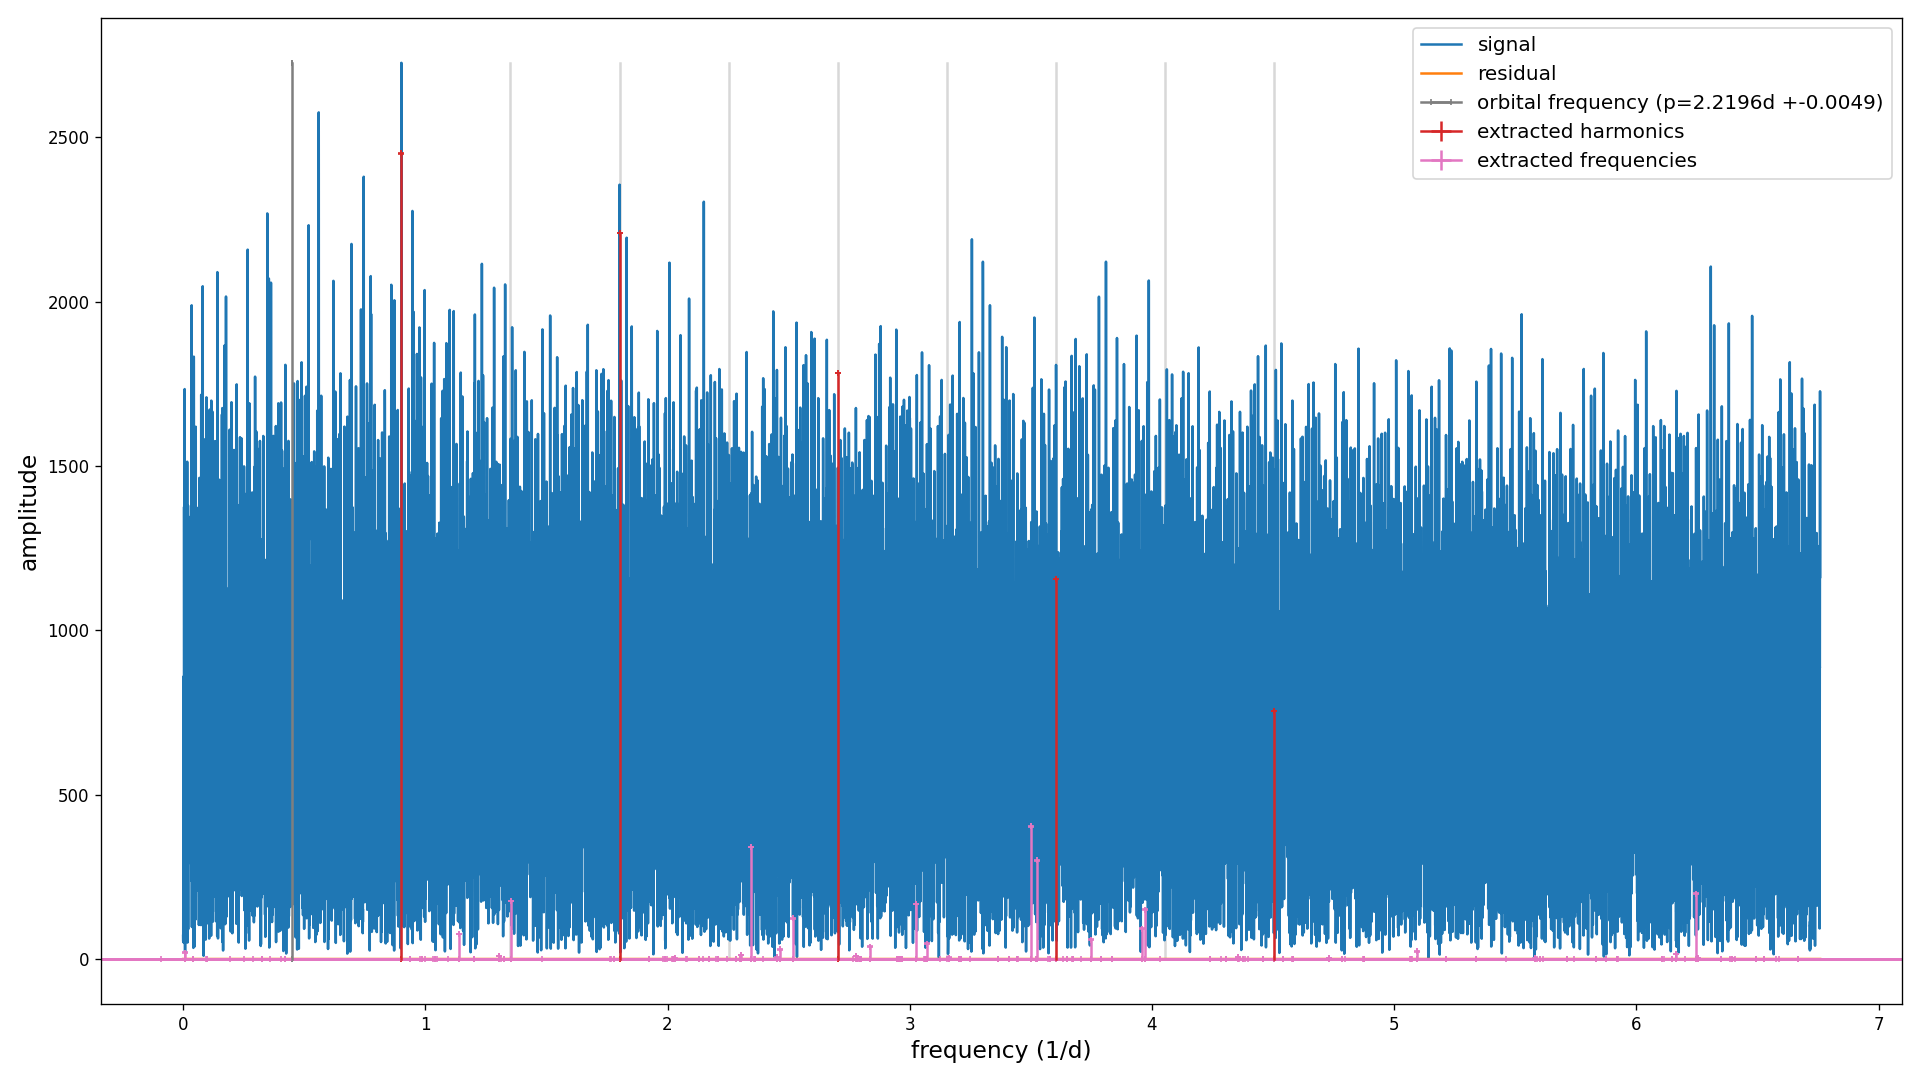 signal
residual
orbital frequency (p=2.2196d +-0.0049)
extracted harmonics
extracted frequencies
2500
2000
1500
1000
500
0
amplitude
0 1 2 3 4 5 6 7
frequency (1/d)